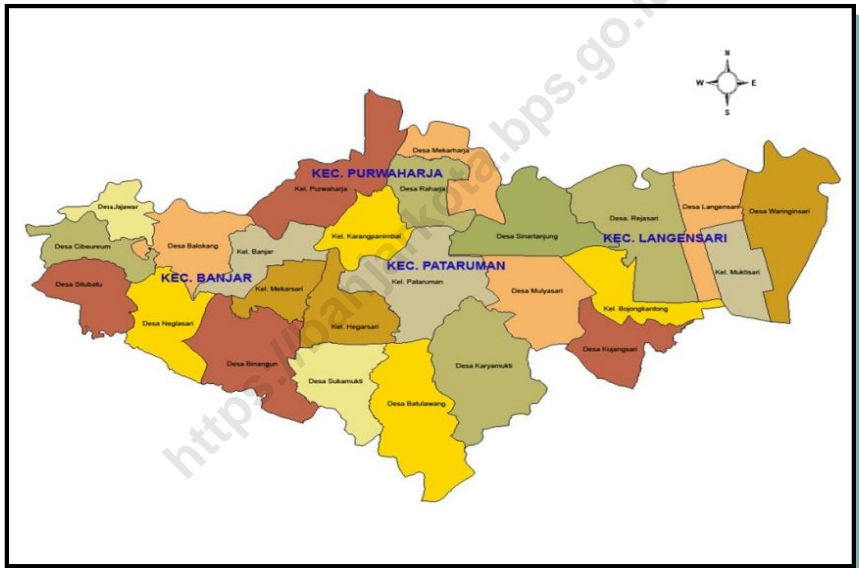 N
W E
S
Desa Mekarharja
KEC. PURWAHARJA
Kel. Purwaharja
Desa Raharja
DesaJajawar
Desa Langensari
Desa Waringinsari
Desa. Rejasari
Kel. Karangpanimbal
Desa Sinartanjung
KEC. LANGENSARI
Desa Cibeureum
Desa Balokang
Kel. Banjar
KEC. PATARUMAN
Kel. Pataruman
Kel. Muktisari
KEC. BANJAR
Desa Situbatu
Kel. Mekarsari
Desa Mulyasari
Kel. Bojongkantong
Desa Neglasari
Kel. Hegarsari
Desa Kujangsari
Desa Binangun
Desa Karyamukti
Desa Sukamukti
Desa Batulawang
https://banjarkota.bps.go.id